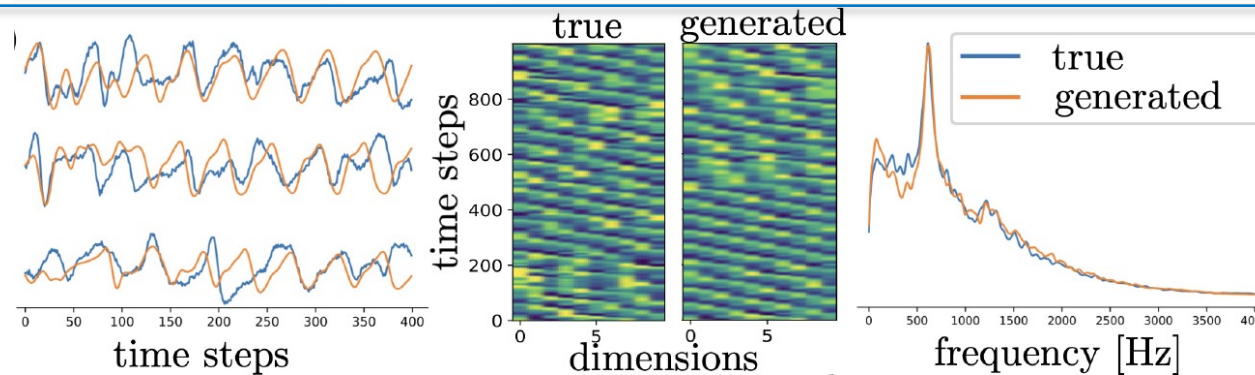 )
0 50 100 150 200 250 300 350 400
time steps
true generated
time steps
800
600
400
200
0
0 5 0 5
dimensions
true
generated
0 500 1000 1500 2000 2500 3000 3500
frequency [Hz]